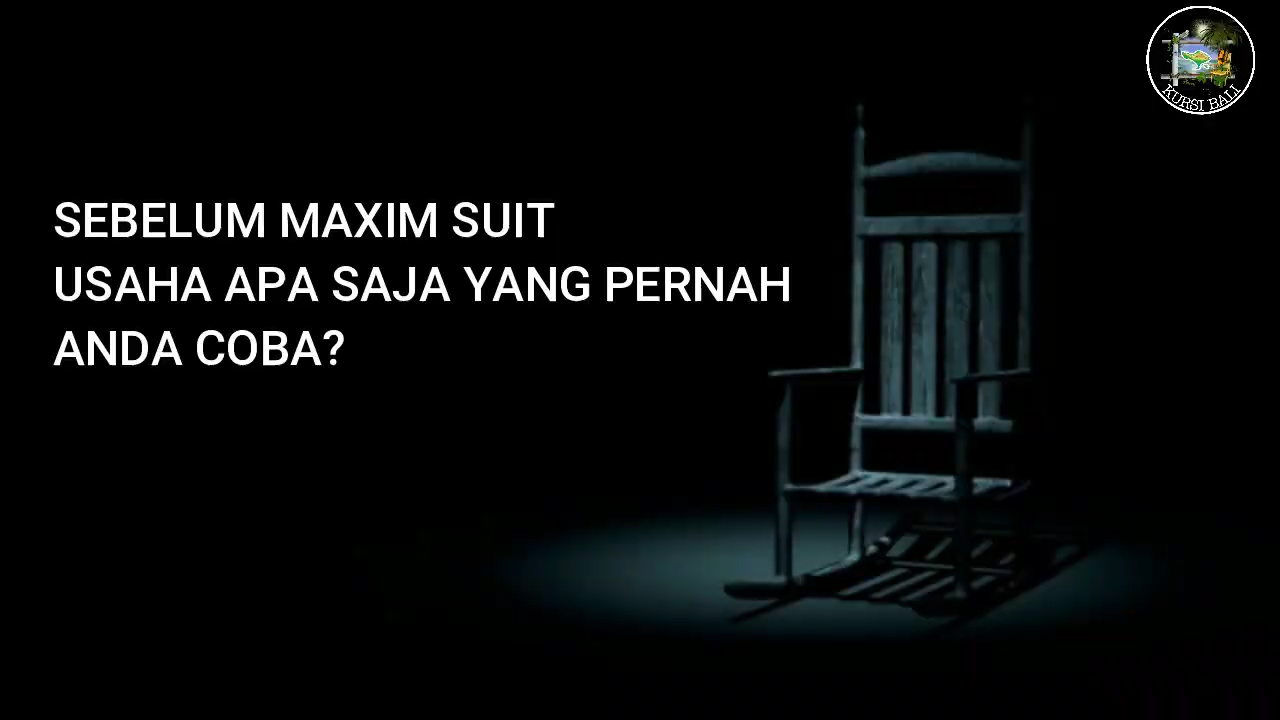 KURSI BALI
SEBELUM MAXIM SUIT
USAHA APA SAJA YANG PERNAH
ANDA COBA?